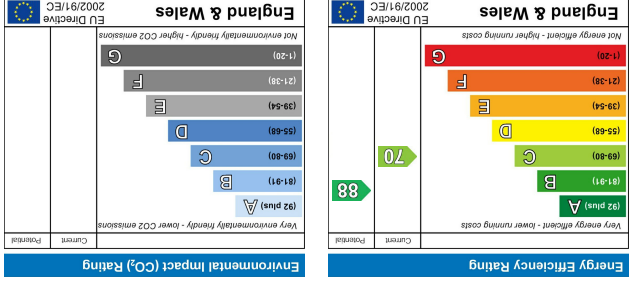 Energy Efficiency Rating
Current
Potential
Very energy efficient - lower running costs
(92 plus) A
(81-91) B
(69-80) C
(55-68) D
(39-54) E
(21-38) F
(1-20) G
70
88
Not energy efficient - higher running costs
England & Wales
EU Directive
2002/91/EC
Environmental Impact (CO₂) Rating
Current
Potential
Very environmentally friendly - lower CO2 emissions
(92 plus) A
(81-91) B
(69-80) C
(55-68) D
(39-54) E
(21-38) F
(1-20) G
Not environmentally friendly - higher CO2 emissions
England & Wales
EU Directive
2002/91/EC